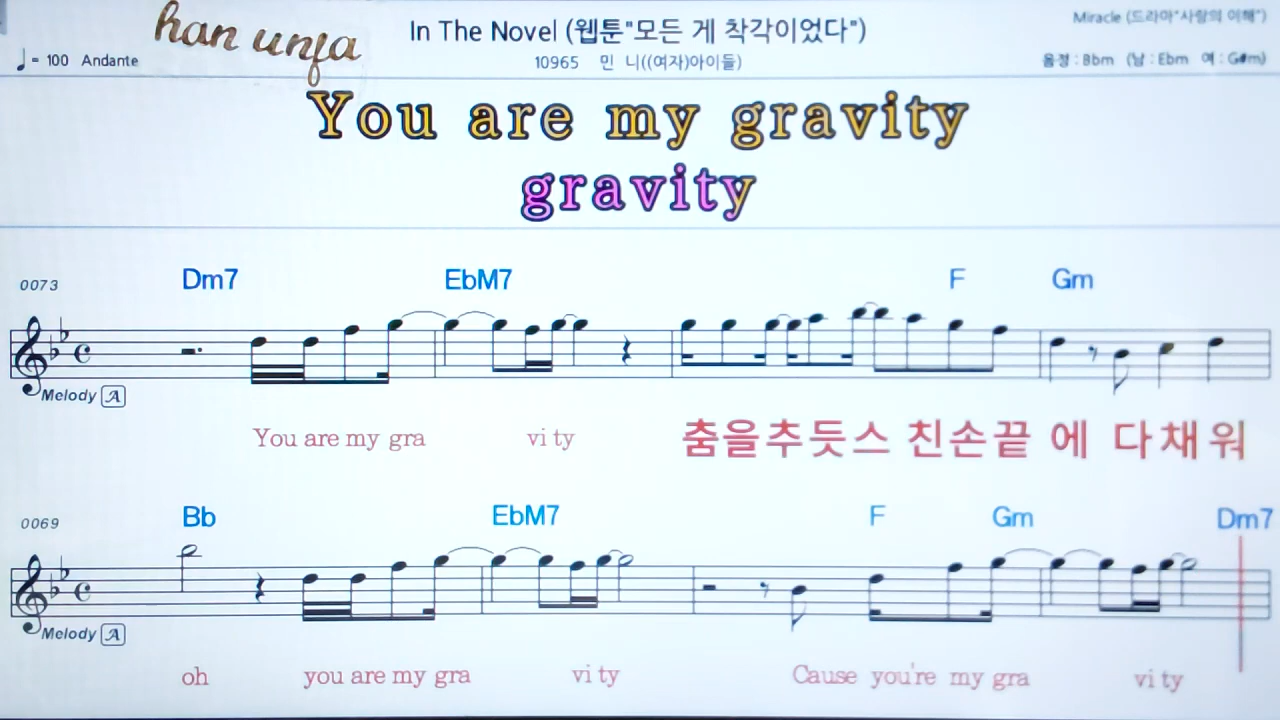 han unfa
In The Novel (웹툰"모든 게 착각이었다")
Miracle (드라마"사랑의 이해")
♩= 100 Andante
10965 민 니((여자)아이들)
음정 : Bbm (남 : Ebm 여 : G#m)
You are my gravity
gravity
0073 Dm7 EbM7 F Gm
Melody A
You are my gra vi ty 춤을추듯스 친손끝 에 다채워
0069 Bb EbM7 F Gm Dm7
Melody A
oh you are my gra vi ty Cause you're my gra vi ty